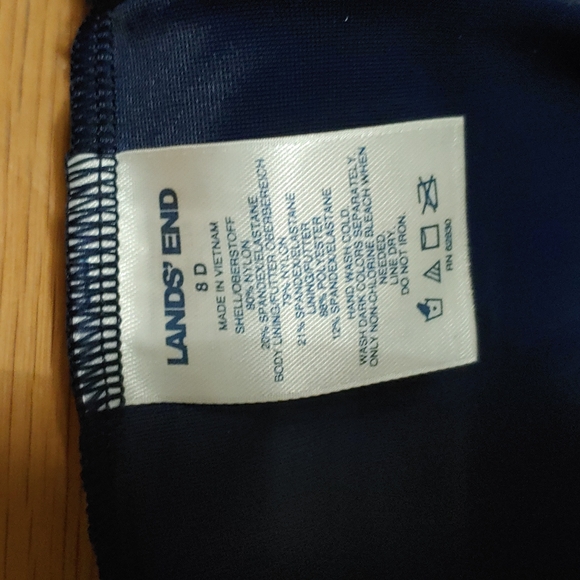 LANDS' END
8 D
MADE IN VIETNAM
SHELL/OBERSTOFF
80% NYLON
20% SPANDEX/ELASTANE
BODY LINING/FUTTER OBERBEREICH
79% NYLON
21% SPANDEX/ELASTANE
LINING/FUTTER
88% POLYESTER
12% SPANDEX/ELASTANE
HAND WASH COLD.
WASH DARK COLORS SEPARATELY.
ONLY NON-CHLORINE BLEACH WHEN
NEEDED.
LINE DRY.
DO NOT IRON.
RN 62830